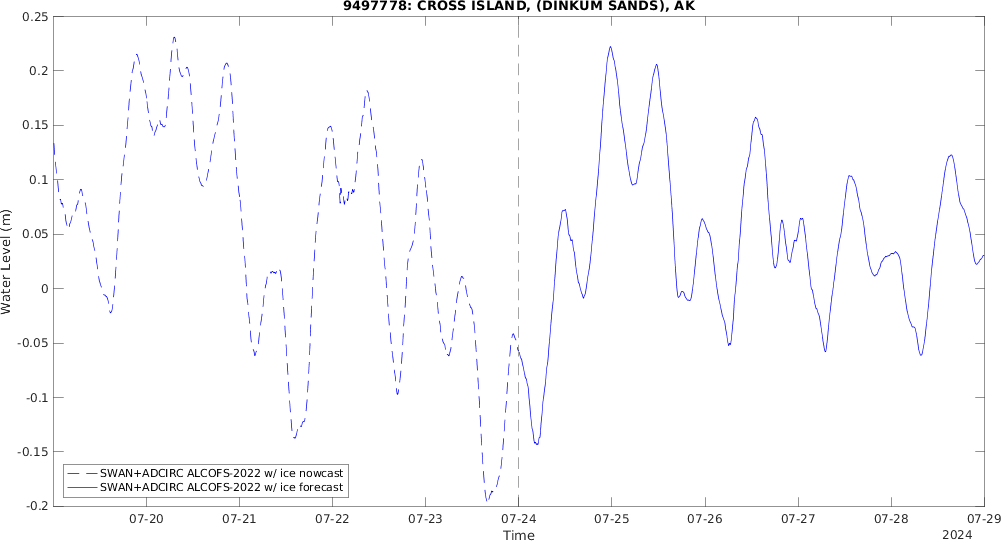 9497778: CROSS ISLAND, (DINKUM SANDS), AK
0.25
0.2
0.15
0.1
0.05
0
-0.05
-0.1
-0.15
-0.2
Water Level (m)
SWAN+ADCIRC ALCOFS-2022 w/ ice nowcast
SWAN+ADCIRC ALCOFS-2022 w/ ice forecast
07-20 07-21 07-22 07-23 07-24 07-25 07-26 07-27 07-28 07-29
Time
2024